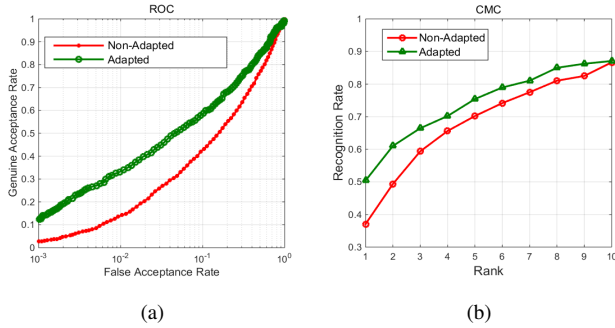 ROC
Non-Adapted
Adapted
Genuine Acceptance Rate
1
0.9
0.8
0.7
0.6
0.5
0.4
0.3
0.2
0.1
0
10^-3
10^-2
10^-1
10^0
False Acceptance Rate
(a)
CMC
Non-Adapted
Adapted
Recognition Rate
1
0.9
0.8
0.7
0.6
0.5
0.4
0.3
1 2 3 4 5 6 7 8 9 10
Rank
(b)